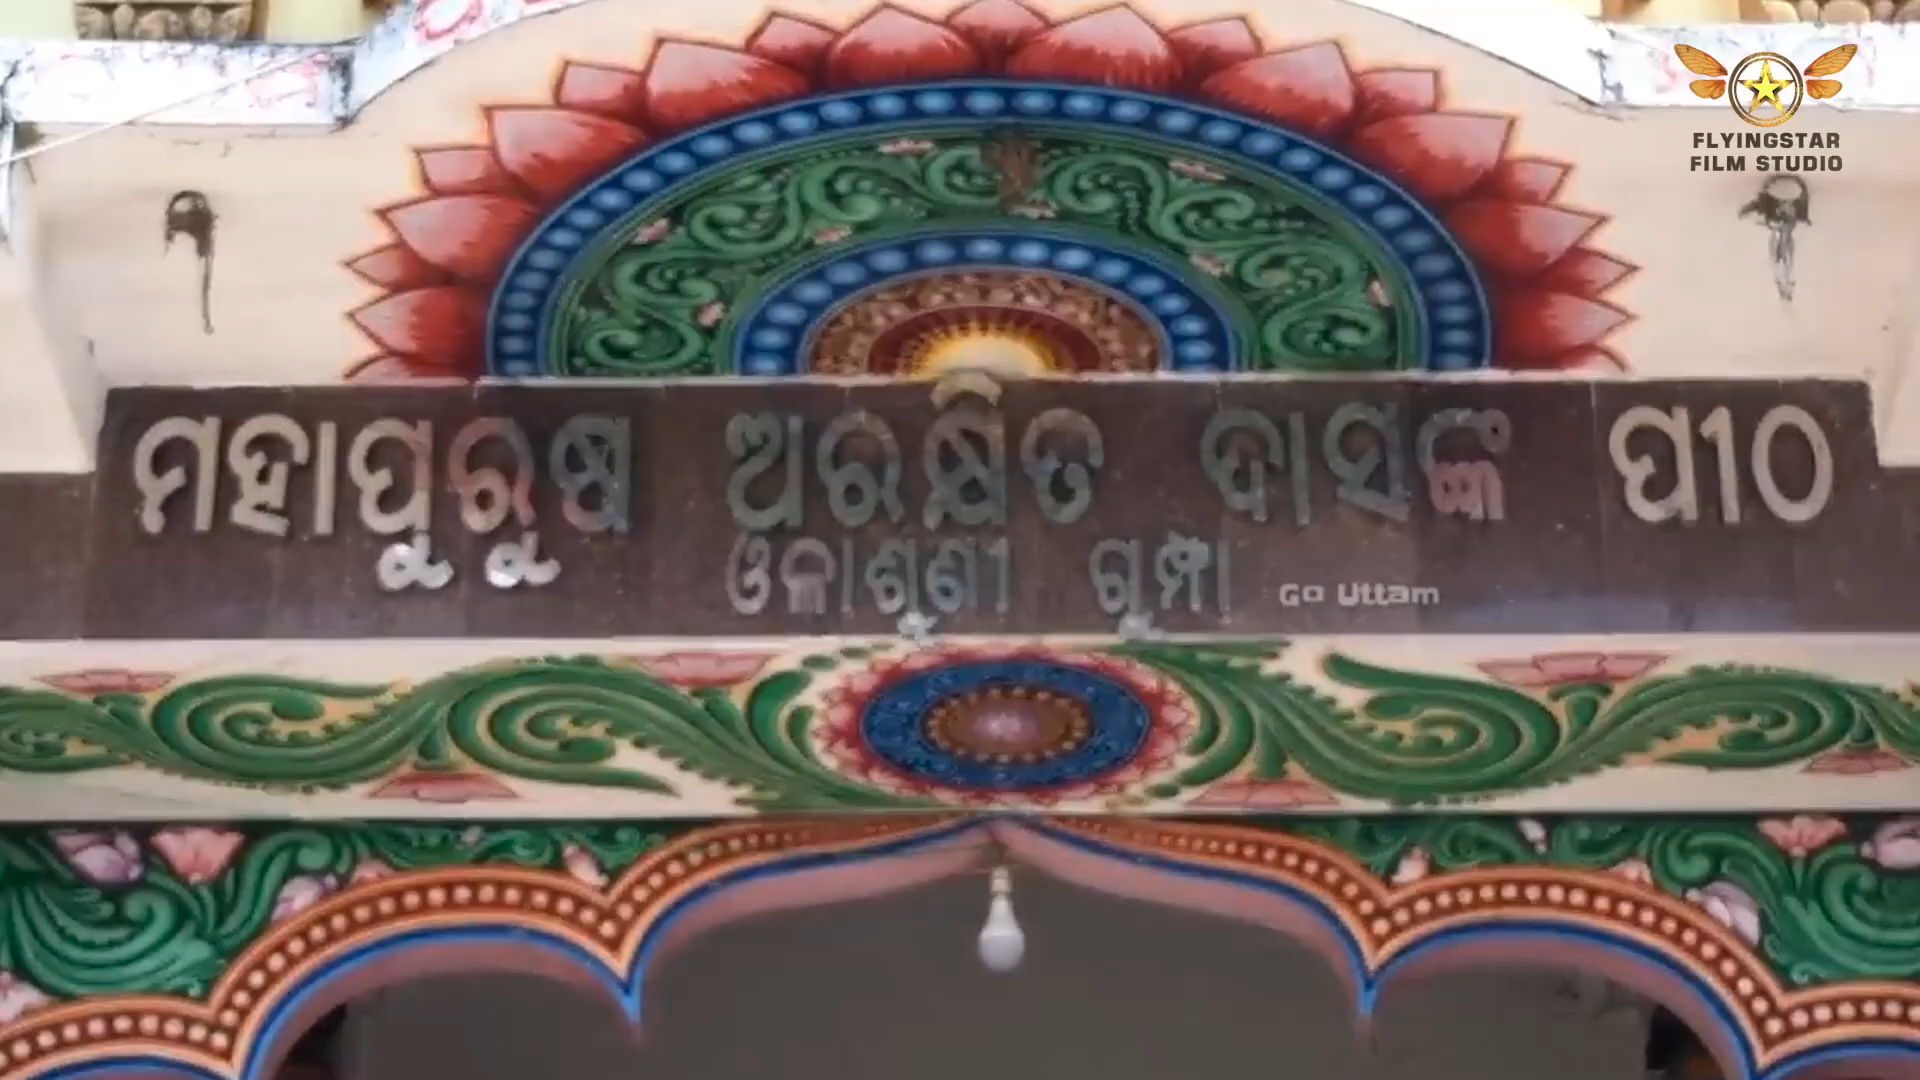 FLYINGSTAR
FILM STUDIO
ମହାପୁରୁଷ ଅରକ୍ଷିତ ଦାସଙ୍କ ପୀଠ
ଓଳାଶୁଣୀ ଗୁମ୍ଫା
Go Uttam